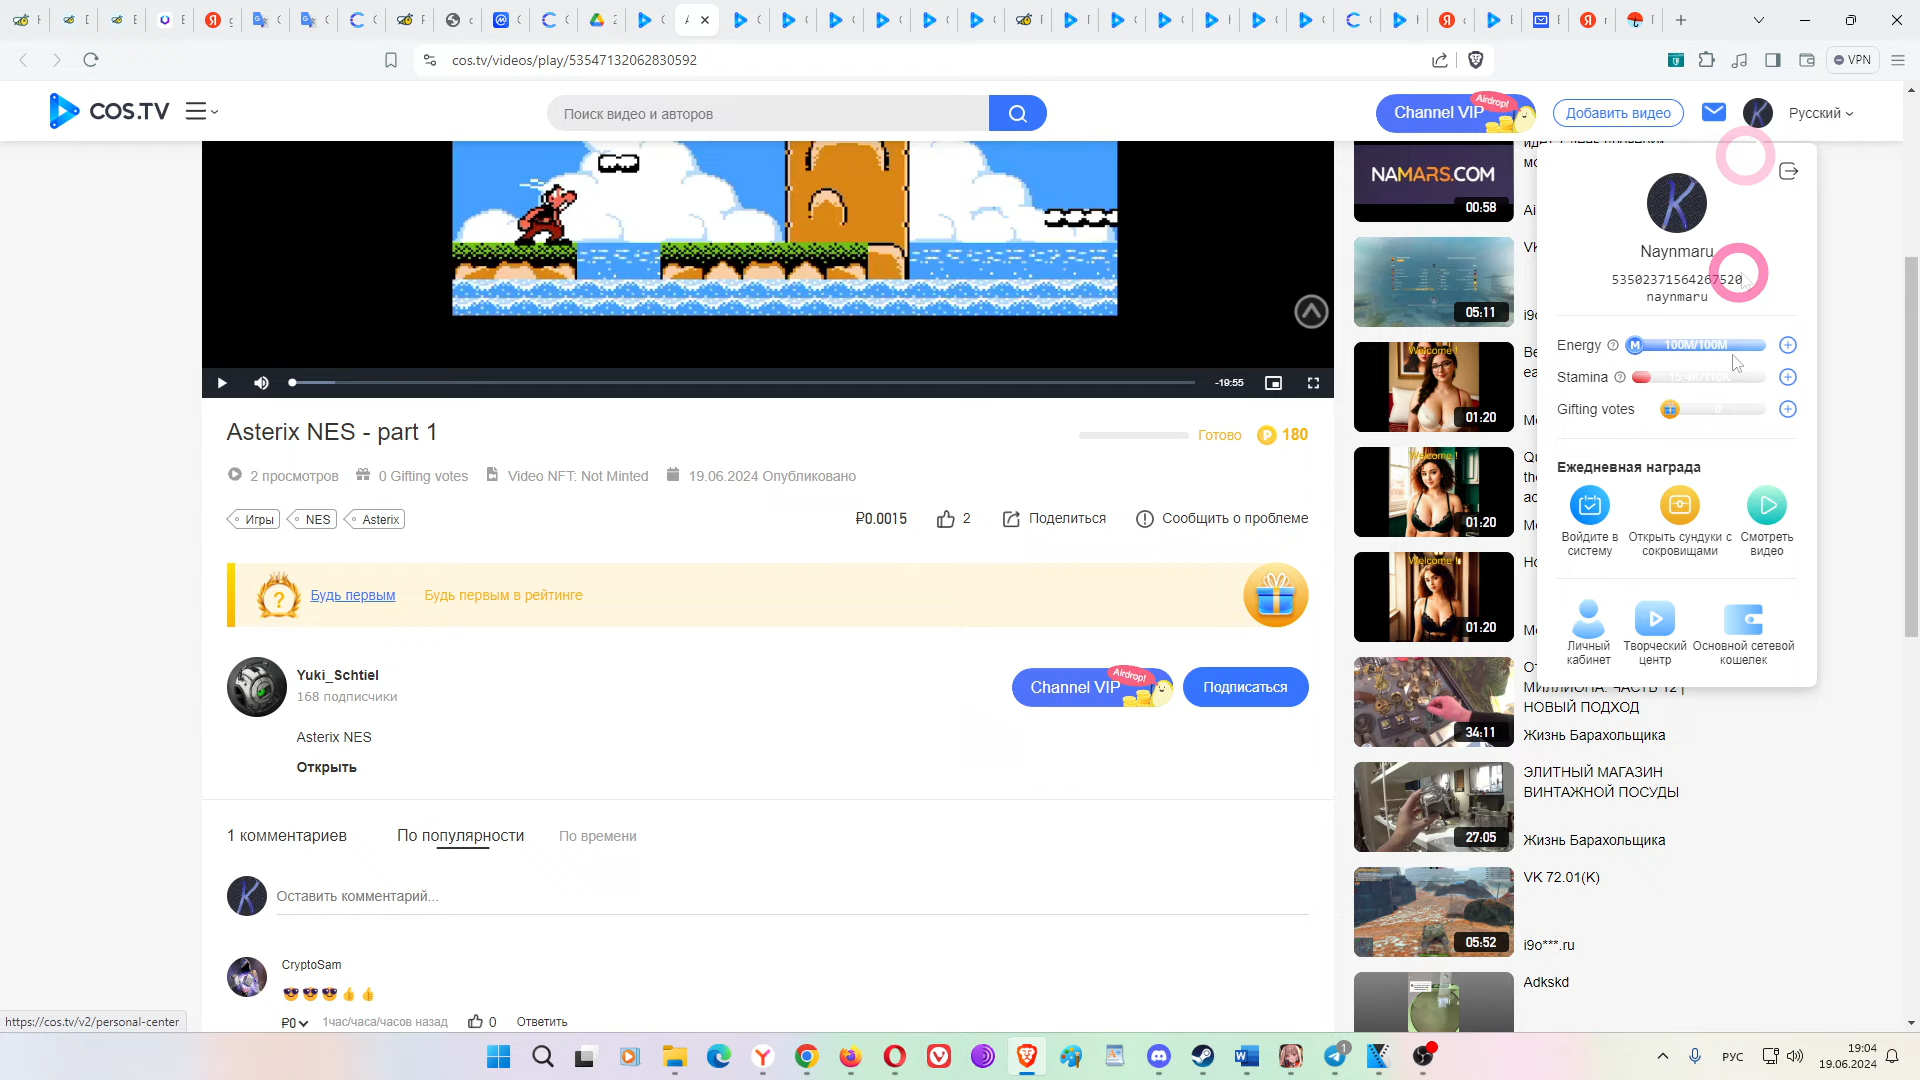 cos.tv/videos/play/53547132062830592
VPN
COS.TV
Поиск видео и авторов
Channel VIP
Airdrop!
Добавить видео
Русский
NAMARS.COM
00:58
05:11
01:20
Welcome !
01:20
Welcome !
01:20
34:11
НОВЫЙ ПОДХОД
Жизнь Барахольщика
27:05
ЭЛИТНЫЙ МАГАЗИН
ВИНТАЖНОЙ ПОСУДЫ
Жизнь Барахольщика
05:52
VK 72.01(K)
i9o***.ru
Adkskd
Naynmaru
53502371564267520
naynmaru
Energy
M
100M/100M
Stamina
Gifting votes
0
Ежедневная награда
Войдите в
систему
Открыть сундуки с
сокровищами
Смотреть
видео
Личный
кабинет
Творческий
центр
Основной сетевой
кошелек
-19:55
Asterix NES - part 1
Готово
P 180
2 просмотров
0 Gifting votes
Video NFT: Not Minted
19.06.2024 Опубликовано
Игры
NES
Asterix
₽0.0015
2
Поделиться
Сообщить о проблеме
?
Будь первым
Будь первым в рейтинге
Yuki_Schtiel
168 подписчики
Channel VIP
Airdrop!
Подписаться
Asterix NES
Открыть
1 комментариев
По популярности
По времени
Оставить комментарий...
CryptoSam
😎😎😎👍👍
₽0
1час/часа/часов назад
0
Ответить
https://cos.tv/v2/personal-center
1
РУС
19:04
19.06.2024